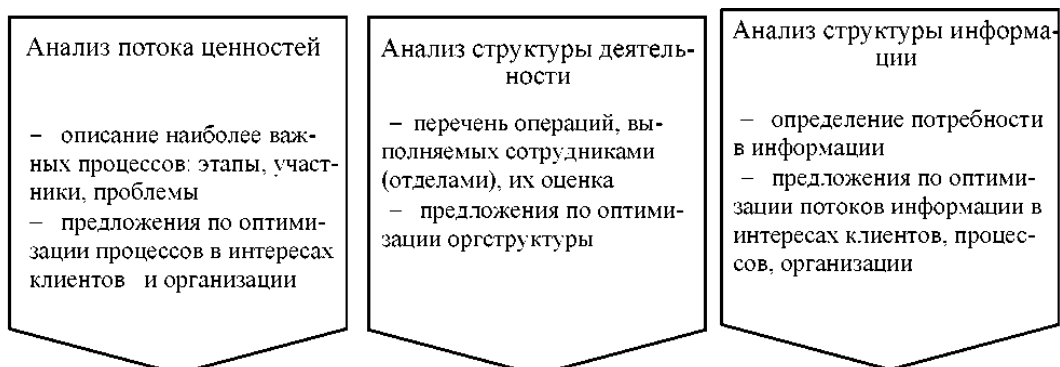 Анализ потока ценностей
– описание наиболее важ-
ных процессов: этапы, участ-
ники, проблемы
– предложения по оптими-
зации процессов в интересах
клиентов и организации
Анализ структуры деятель-
ности
– перечень операций, вы-
полняемых сотрудниками
(отделами), их оценка
– предложения по оптими-
зации оргструктуры
Анализ структуры информа-
ции
– определение потребности
в информации
– предложения по оптими-
зации потоков информации в
интересах клиентов, процес-
сов, организации